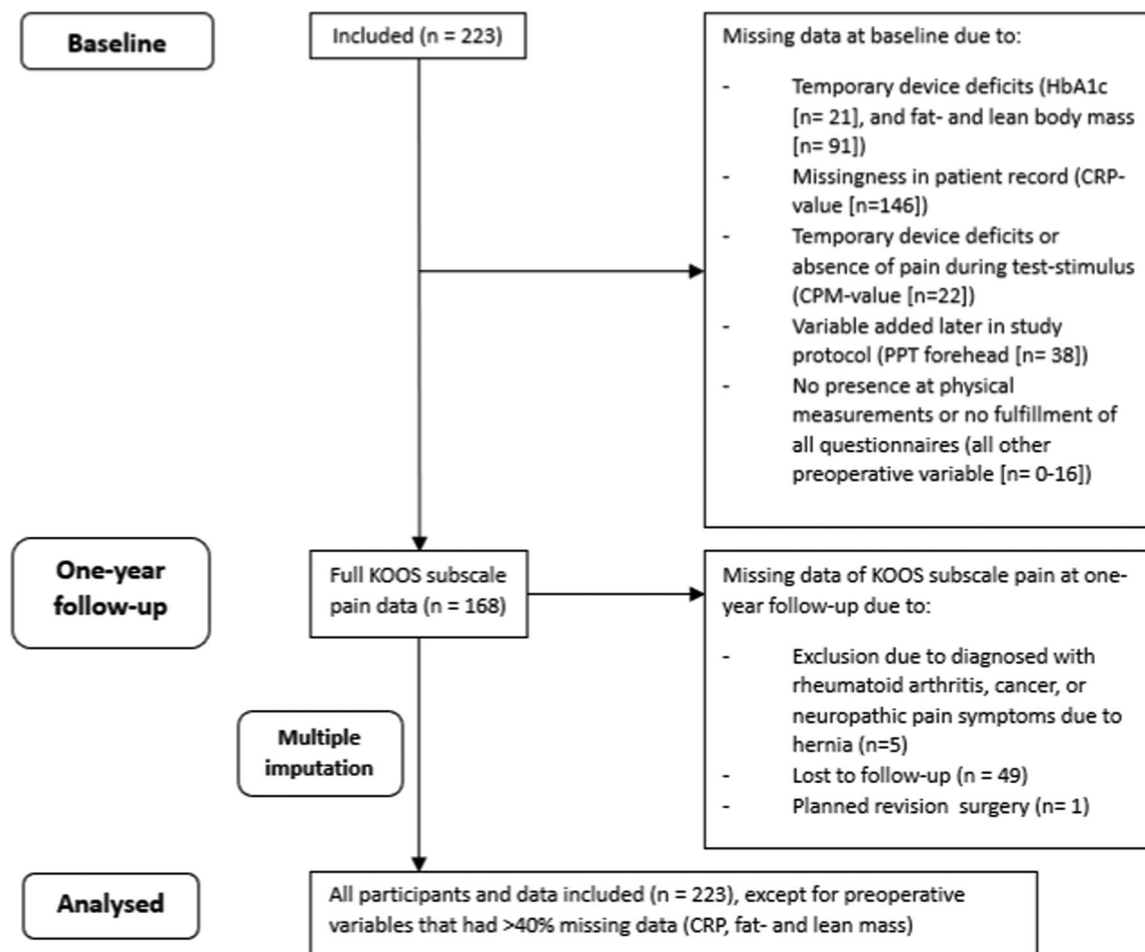 Baseline
Included (n = 223)
Missing data at baseline due to:
- Temporary device deficits (HbA1c
[n= 21], and fat- and lean body mass
[n= 91])
- Missingness in patient record (CRP-
value [n=146])
- Temporary device deficits or
absence of pain during test-stimulus
(CPM-value [n=22])
- Variable added later in study
protocol (PPT forehead [n= 38])
- No presence at physical
measurements or no fulfillment of
all questionnaires (all other
preoperative variable [n= 0-16])
One-year
follow-up
Full KOOS subscale
pain data (n = 168)
Missing data of KOOS subscale pain at one-
year follow-up due to:
- Exclusion due to diagnosed with
rheumatoid arthritis, cancer, or
neuropathic pain symptoms due to
hernia (n=5)
- Lost to follow-up (n = 49)
- Planned revision surgery (n= 1)
Multiple
imputation
Analysed
All participants and data included (n = 223), except for preoperative
variables that had >40% missing data (CRP, fat- and lean mass)